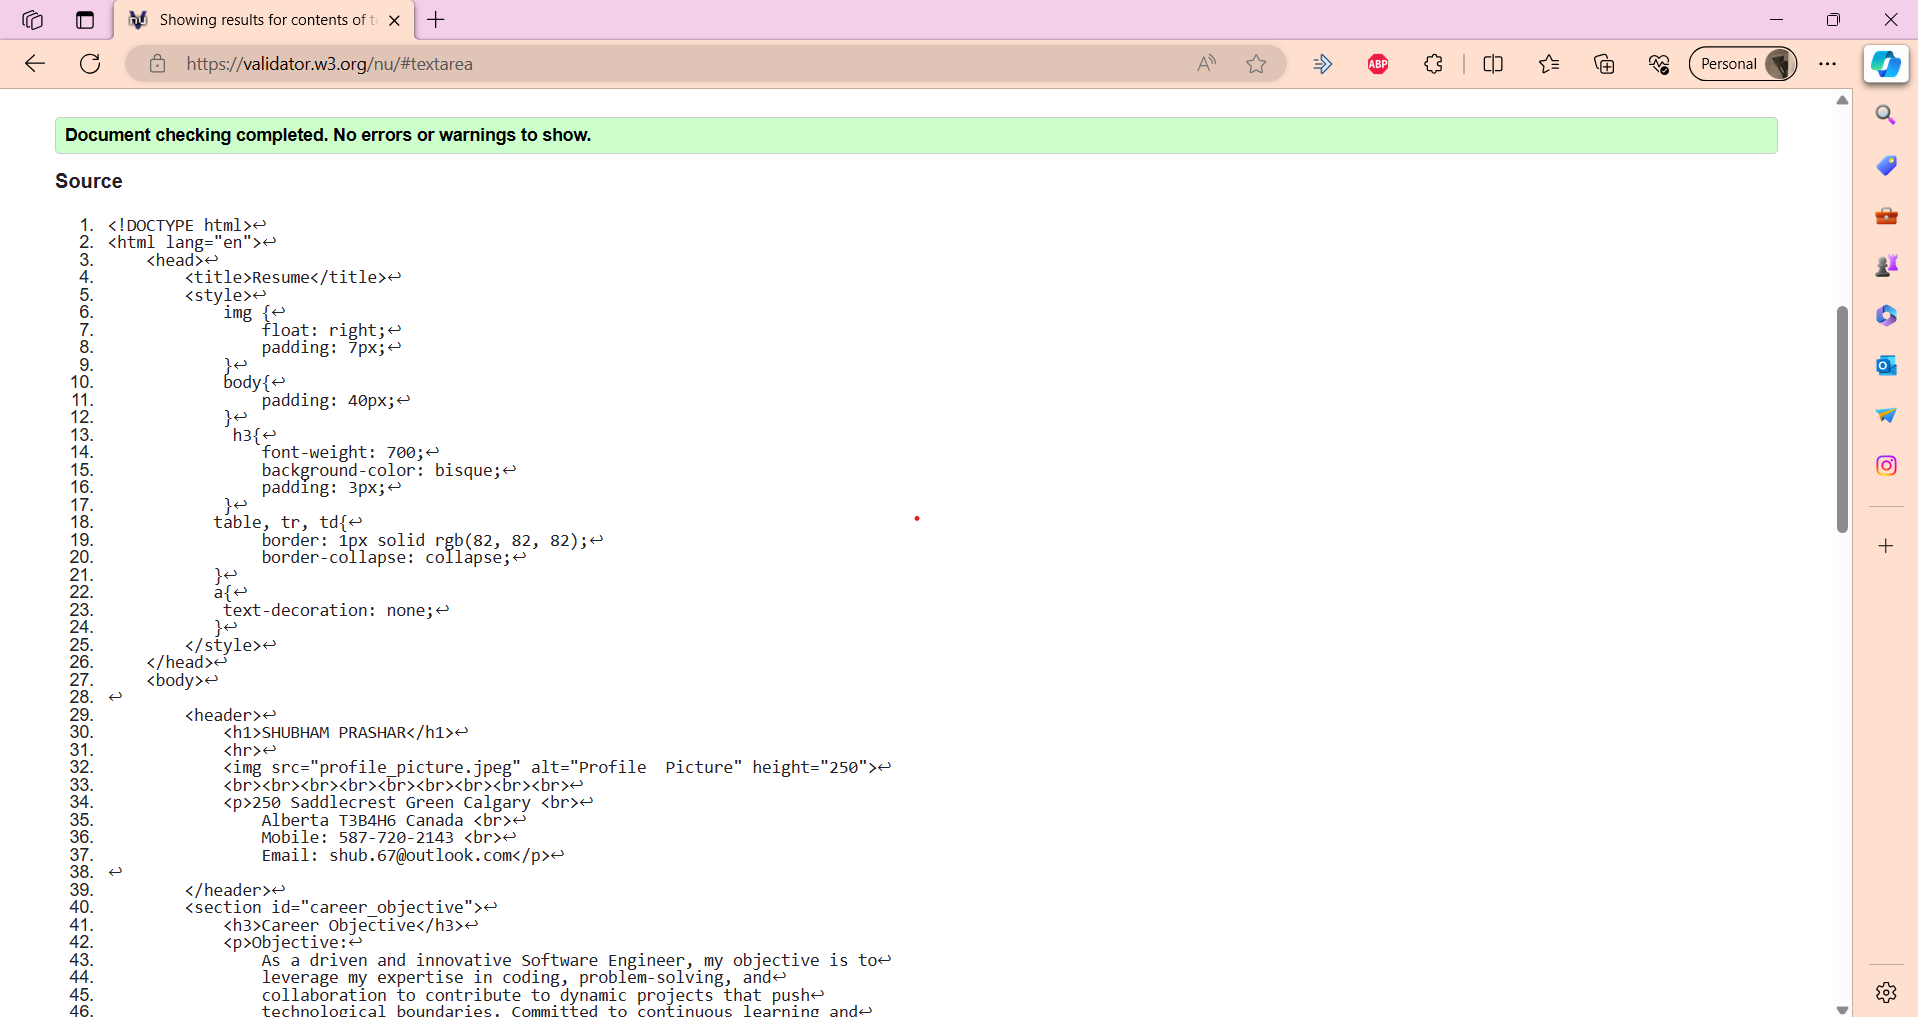 Showing results for contents of t
https://validator.w3.org/nu/#textarea
ABP
Personal
Document checking completed. No errors or warnings to show.
Source
1. <!DOCTYPE html>↩
2. <html lang="en">↩
3.     <head>↩
4.         <title>Resume</title>↩
5.         <style>↩
6.             img {↩
7.                 float: right;↩
8.                 padding: 7px;↩
9.             }↩
10.             body{↩
11.                 padding: 40px;↩
12.             }↩
13.              h3{↩
14.                 font-weight: 700;↩
15.                 background-color: bisque;↩
16.                 padding: 3px;↩
17.             }↩
18.            table, tr, td{↩
19.                 border: 1px solid rgb(82, 82, 82);↩
20.                 border-collapse: collapse;↩
21.            }↩
22.            a{↩
23.             text-decoration: none;↩
24.            }↩
25.         </style>↩
26.     </head>↩
27.     <body>↩
28. ↩
29.         <header>↩
30.             <h1>SHUBHAM PRASHAR</h1>↩
31.             <hr>↩
32.             <img src="profile_picture.jpeg" alt="Profile  Picture" height="250">↩
33.             <br><br><br><br><br><br><br><br><br>↩
34.             <p>250 Saddlecrest Green Calgary <br>↩
35.                 Alberta T3B4H6 Canada <br>↩
36.                 Mobile: 587-720-2143 <br>↩
37.                 Email: shub.67@outlook.com</p>↩
38. ↩
39.         </header>↩
40.         <section id="career_objective">↩
41.             <h3>Career Objective</h3>↩
42.             <p>Objective:↩
43.                 As a driven and innovative Software Engineer, my objective is to↩
44.                 leverage my expertise in coding, problem-solving, and↩
45.                 collaboration to contribute to dynamic projects that push↩
46.                 technological boundaries. Committed to continuous learning and↩